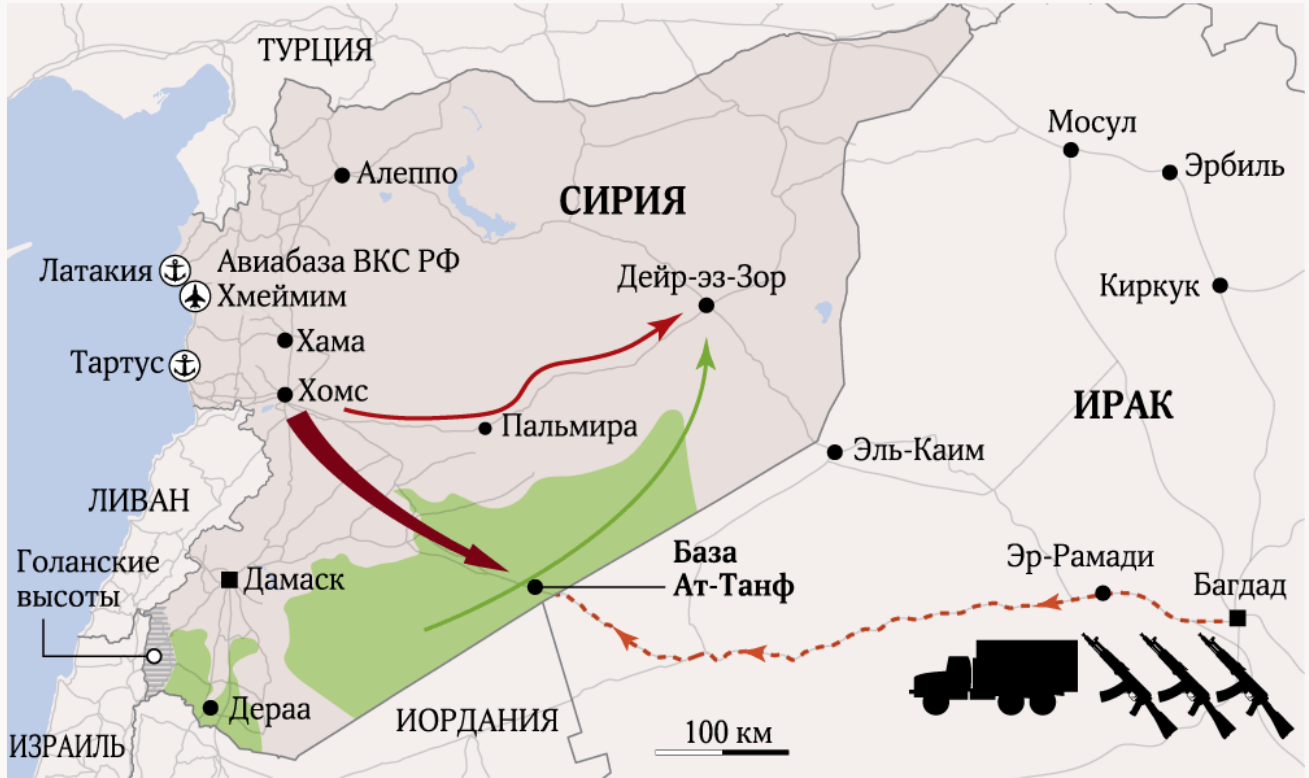 ТУРЦИЯ
Мосул
Эрбиль
Алеппо
СИРИЯ
Латакия
Авиабаза ВКС РФ
Хмеймим
Дейр-эз-Зор
Киркук
Хама
Тартус
Хомс
ИРАК
Пальмира
Эль-Каим
ЛИВАН
Голанские
высоты
Дамаск
База
Ат-Танф
Эр-Рамади
Багдад
Дераа
ИОРДАНИЯ
100 км
ИЗРАИЛЬ